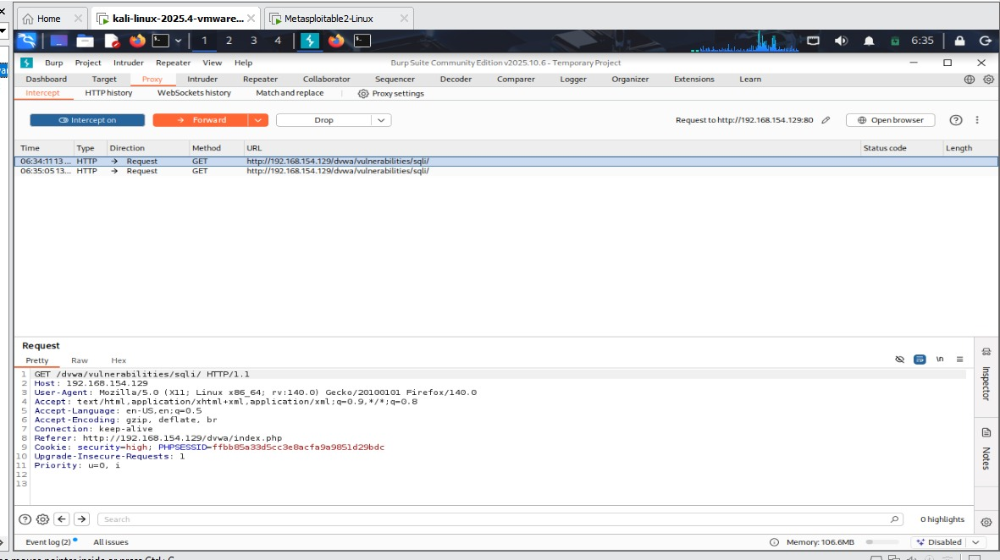 Home
kali-linux-2025.4-vmware...
Metasploitable2-Linux
1 2 3 4
6:35
Burp Project Intruder Repeater View Help
Burp Suite Community Edition v2025.10.6 - Temporary Project
Dashboard Target Proxy Intruder Repeater Collaborator Sequencer Decoder Comparer Logger Organizer Extensions Learn
Intercept HTTP history WebSockets history Match and replace Proxy settings
Intercept on Forward Drop Request to http://192.168.154.129:80 Open browser
Time Type Direction Method URL Status code Length
06:34:11 13... HTTP → Request GET http://192.168.154.129/dvwa/vulnerabilities/sqli/
06:35:05 13... HTTP → Request GET http://192.168.154.129/dvwa/vulnerabilities/sqli/
Request
Pretty Raw Hex \n
1 GET /dvwa/vulnerabilities/sqli/ HTTP/1.1
2 Host: 192.168.154.129
3 User-Agent: Mozilla/5.0 (X11; Linux x86_64; rv:140.0) Gecko/20100101 Firefox/140.0
4 Accept: text/html,application/xhtml+xml,application/xml;q=0.9,*/*;q=0.8
5 Accept-Language: en-US,en;q=0.5
6 Accept-Encoding: gzip, deflate, br
7 Connection: keep-alive
8 Referer: http://192.168.154.129/dvwa/index.php
9 Cookie: security=high; PHPSESSID=ffbb85a33d5cc3e8acfa9a9851d29bdc
10 Upgrade-Insecure-Requests: 1
11 Priority: u=0, i
12
13
Inspector
Notes
Search
0 highlights
Event log (2) All issues
Memory: 106.6MB
Disabled